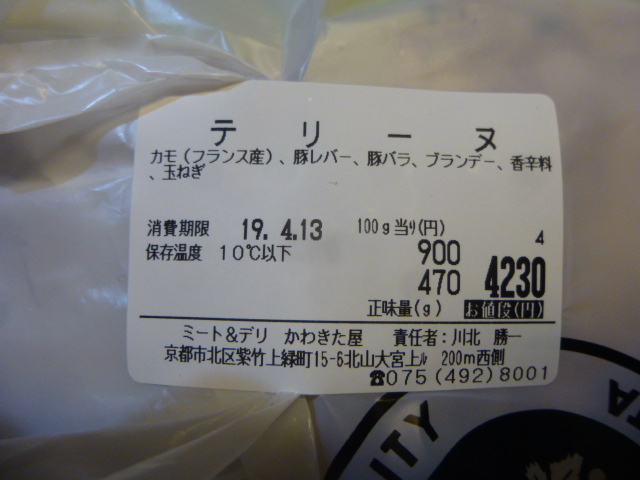 テリーヌ
カモ(フランス産)、豚レバー、豚バラ、ブランデー、香辛料
、玉ねぎ
消費期限 19. 4.13 100g当り(円) 4
保存温度 10℃以下 900
470 4230
正味量(g) お値段(円)
ミート&デリ かわきた屋 責任者:川北 勝一
京都市北区紫竹上緑町15-6北山大宮上ル 200m西側
☎075(492)8001
ITY
TA